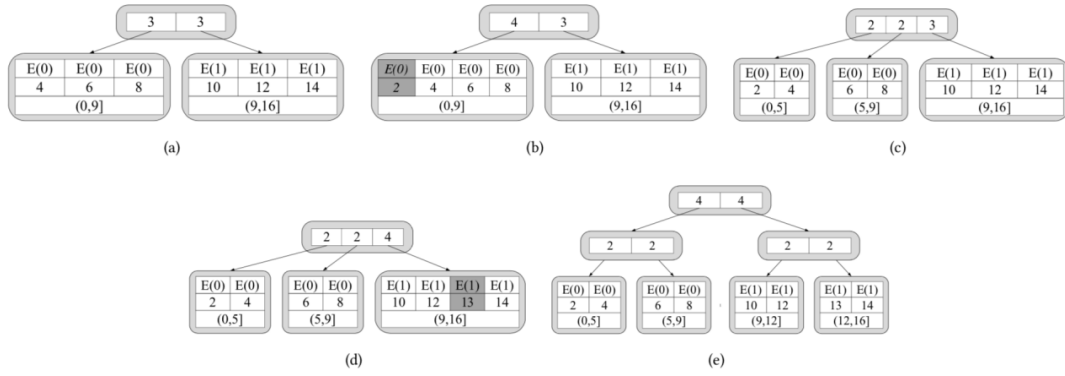 3 3
E(0) E(0) E(0)
4 6 8
(0,9]
E(1) E(1) E(1)
10 12 14
(9,16]
(a)
4 3
E(0) E(0) E(0) E(0)
2 4 6 8
(0,9]
E(1) E(1) E(1)
10 12 14
(9,16]
(b)
2 2 3
E(0) E(0)
2 4
(0,5]
E(0) E(0)
6 8
(5,9]
E(1) E(1) E(1)
10 12 14
(9,16]
(c)
2 2 4
E(0) E(0)
2 4
(0,5]
E(0) E(0)
6 8
(5,9]
E(1) E(1) E(1) E(1)
10 12 13 14
(9,16]
(d)
4 4
2 2
2 2
E(0) E(0)
2 4
(0,5]
E(0) E(0)
6 8
(5,9]
E(1) E(1)
10 12
(9,12]
E(1) E(1)
13 14
(12,16]
(e)